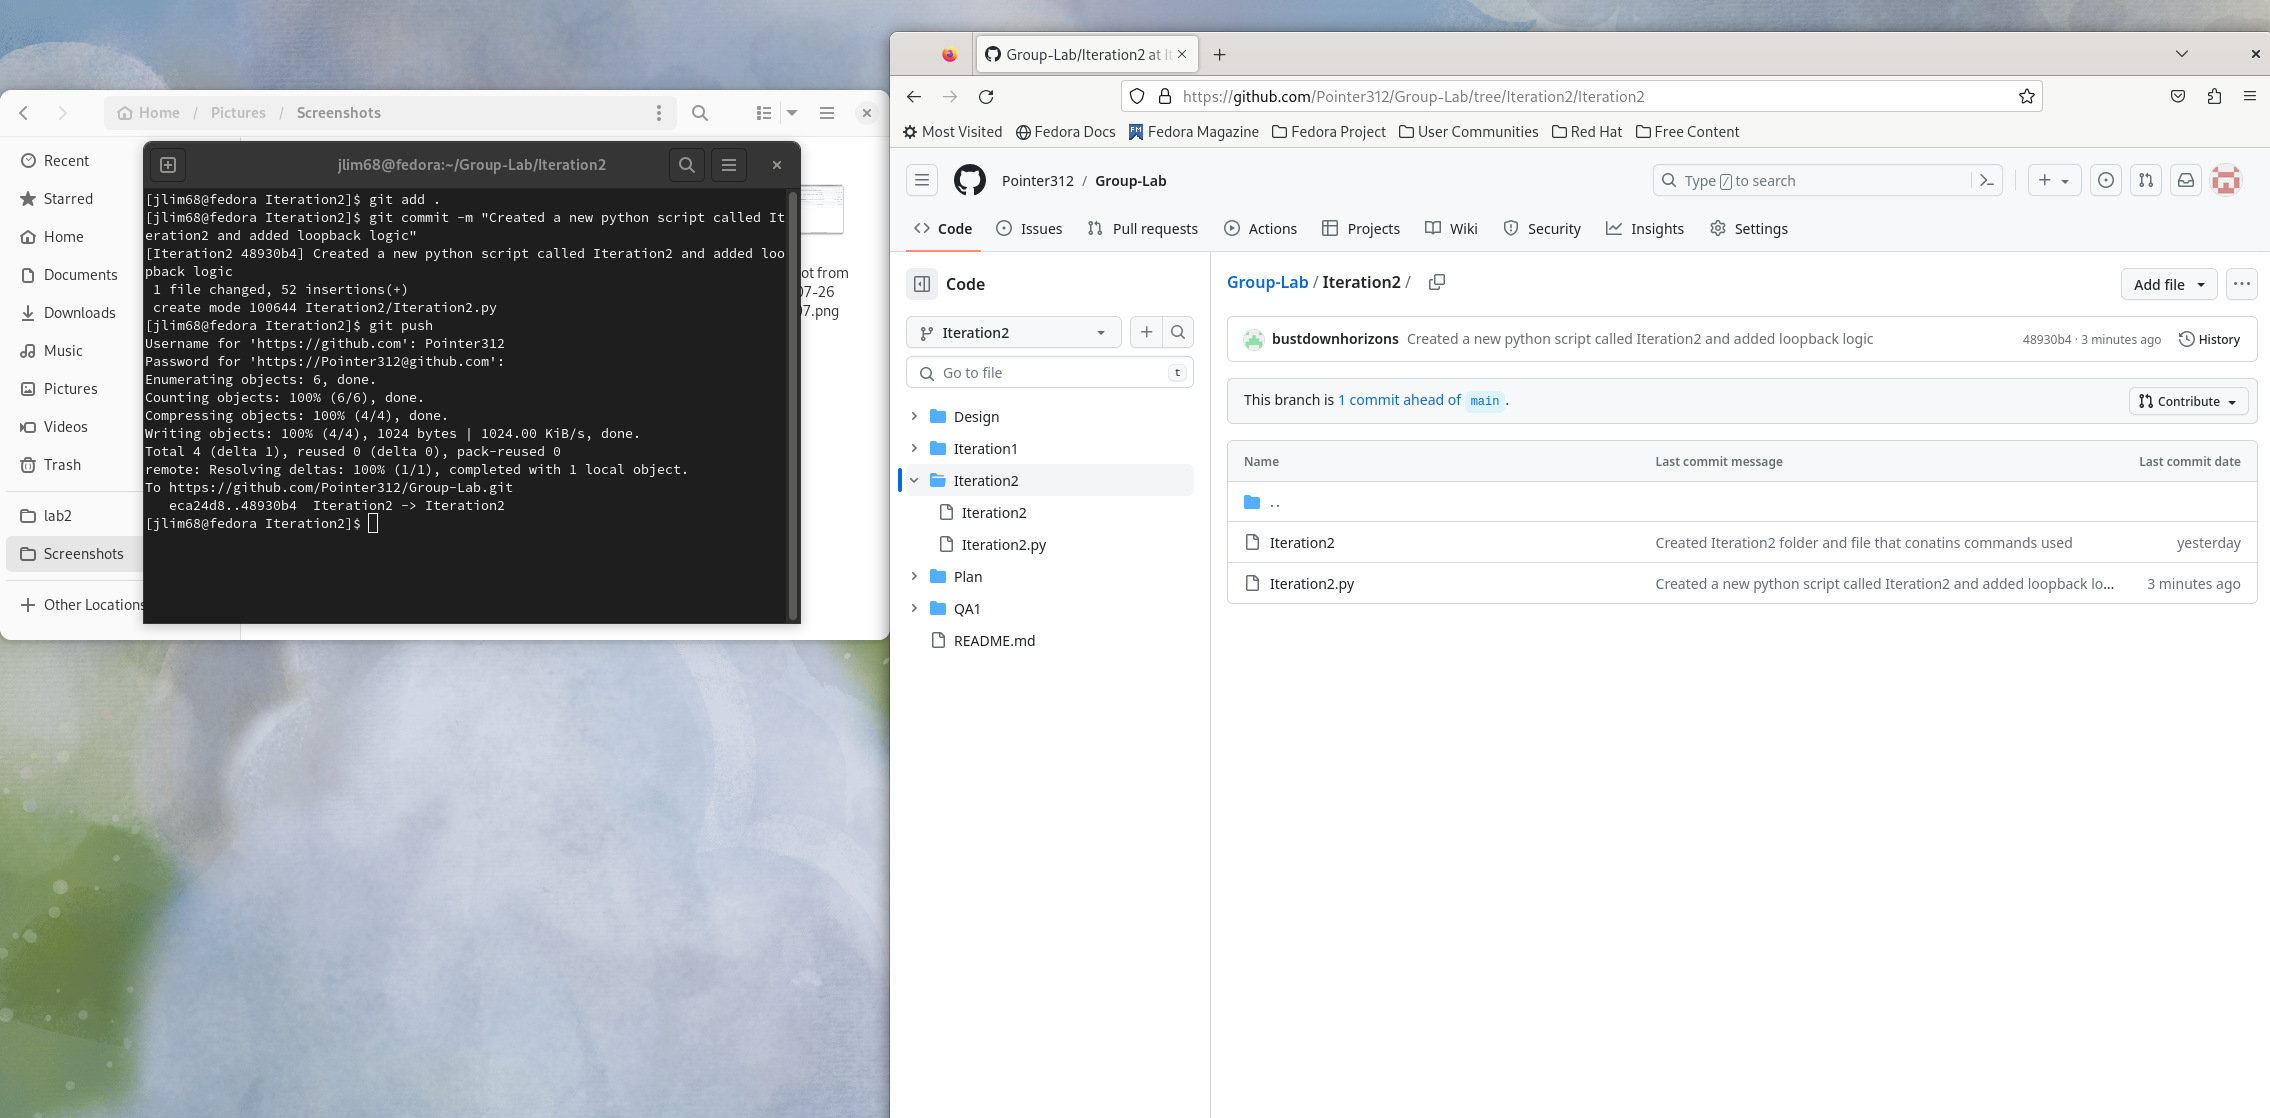 Home / Pictures / Screenshots
Recent
Starred
Home
Documents
Downloads
Music
Pictures
Videos
Trash
lab2
Screenshots
Other Locations
ot from
07-26
07.png
jlim68@fedora:~/Group-Lab/Iteration2
[jlim68@fedora Iteration2]$ git add .
[jlim68@fedora Iteration2]$ git commit -m "Created a new python script called It
eration2 and added loopback logic"
[Iteration2 48930b4] Created a new python script called Iteration2 and added loo
pback logic
1 file changed, 52 insertions(+)
create mode 100644 Iteration2/Iteration2.py
[jlim68@fedora Iteration2]$ git push
Username for 'https://github.com': Pointer312
Password for 'https://Pointer312@github.com':
Enumerating objects: 6, done.
Counting objects: 100% (6/6), done.
Compressing objects: 100% (4/4), done.
Writing objects: 100% (4/4), 1024 bytes | 1024.00 KiB/s, done.
Total 4 (delta 1), reused 0 (delta 0), pack-reused 0
remote: Resolving deltas: 100% (1/1), completed with 1 local object.
To https://github.com/Pointer312/Group-Lab.git
eca24d8..48930b4 Iteration2 -> Iteration2
[jlim68@fedora Iteration2]$
Group-Lab/Iteration2 at It
https://github.com/Pointer312/Group-Lab/tree/Iteration2/Iteration2
Most Visited Fedora Docs Fedora Magazine Fedora Project User Communities Red Hat Free Content
Pointer312 / Group-Lab
Type / to search
Code Issues Pull requests Actions Projects Wiki Security Insights Settings
Code
Iteration2
Go to file t
Design
Iteration1
Iteration2
Iteration2
Iteration2.py
Plan
QA1
README.md
Group-Lab / Iteration2 /
Add file
bustdownhorizons Created a new python script called Iteration2 and added loopback logic 48930b4 · 3 minutes ago History
This branch is 1 commit ahead of main .
Contribute
Name Last commit message Last commit date
..
Iteration2 Created Iteration2 folder and file that conatins commands used yesterday
Iteration2.py Created a new python script called Iteration2 and added loopback lo... 3 minutes ago